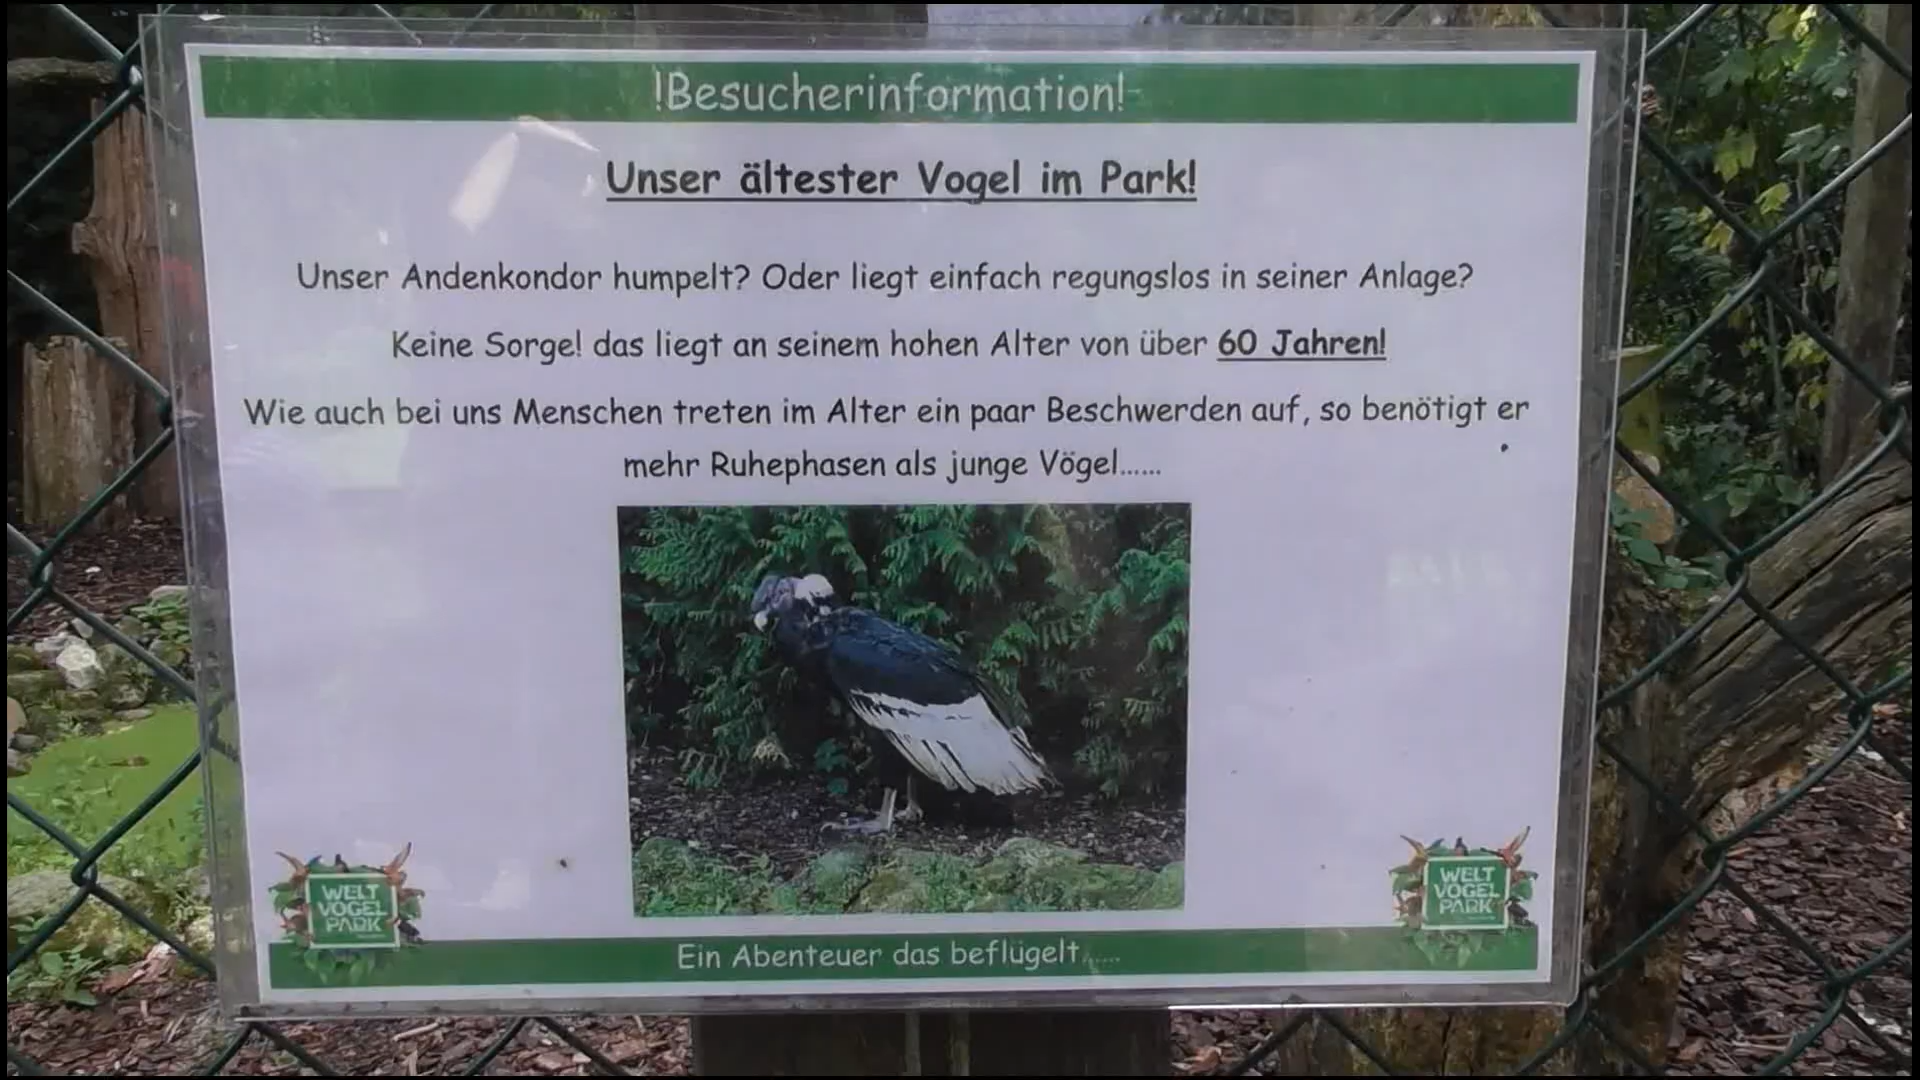 !Besucherinformation!
Unser ältester Vogel im Park!
Unser Andenkondor humpelt? Oder liegt einfach regungslos in seiner Anlage?
Keine Sorge! das liegt an seinem hohen Alter von über 60 Jahren!
Wie auch bei uns Menschen treten im Alter ein paar Beschwerden auf, so benötigt er
mehr Ruhephasen als junge Vögel......
WELT
VOGEL
PARK
WELT
VOGEL
PARK
Ein Abenteuer das beflügelt......